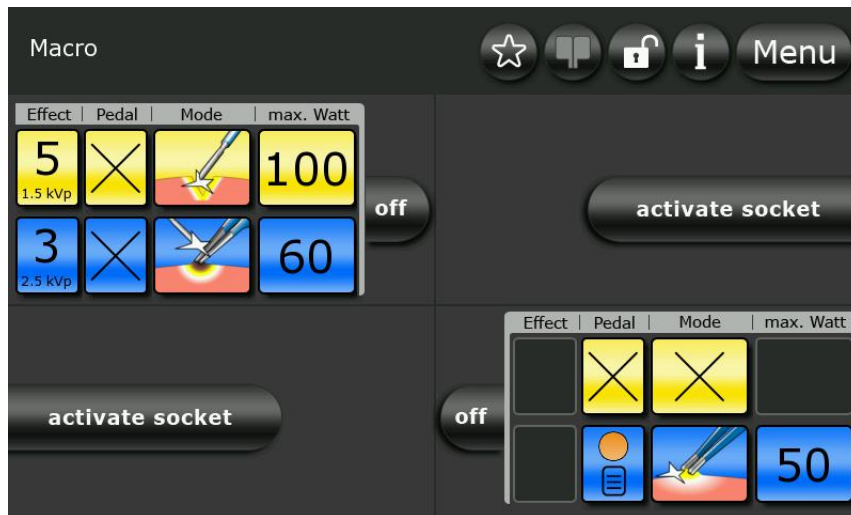 Macro
i
Menu
Effect | Pedal | Mode | max. Watt
5
1.5 kVp
100
3
2.5 kVp
60
off
activate socket
activate socket
off
Effect | Pedal | Mode | max. Watt
50